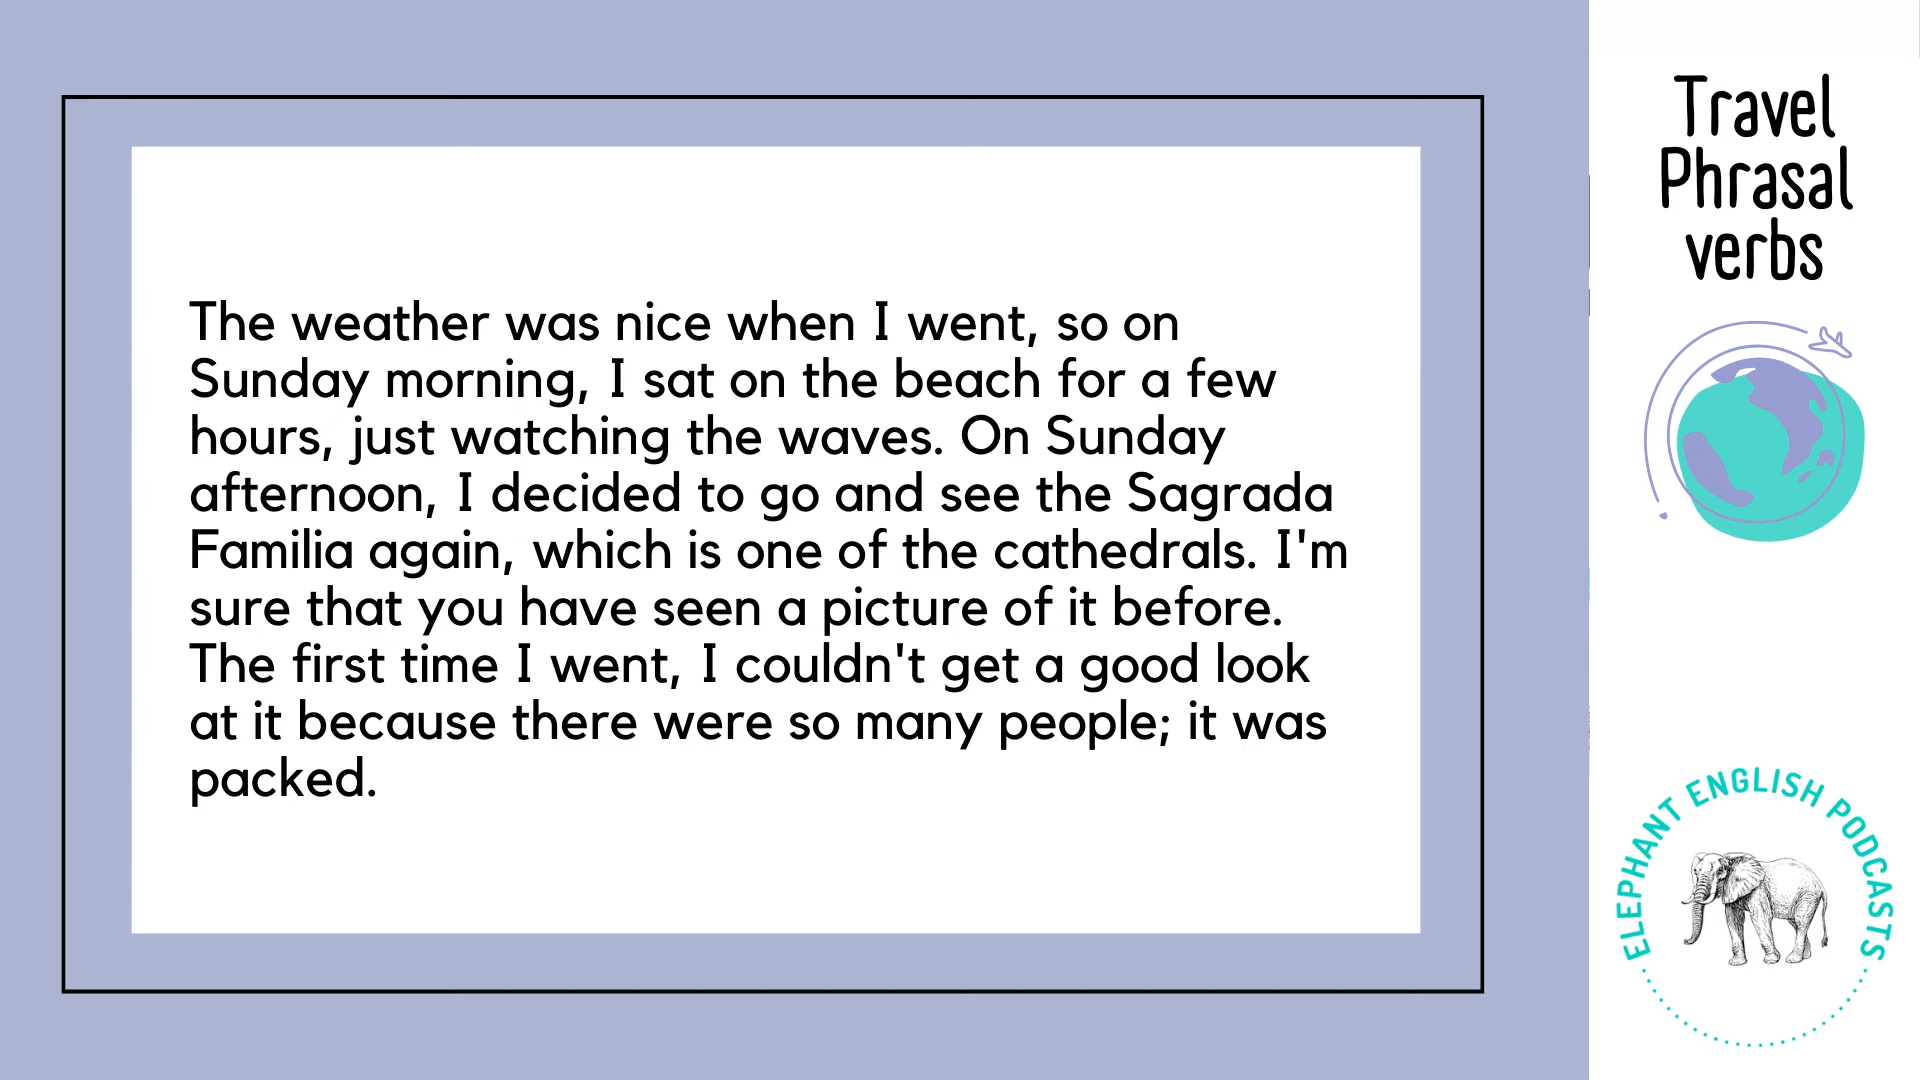 The weather was nice when I went, so on
Sunday morning, I sat on the beach for a few
hours, just watching the waves. On Sunday
afternoon, I decided to go and see the Sagrada
Familia again, which is one of the cathedrals. I'm
sure that you have seen a picture of it before.
The first time I went, I couldn't get a good look
at it because there were so many people; it was
packed.
Travel
Phrasal
verbs
ELEPHANT ENGLISH PODCASTS